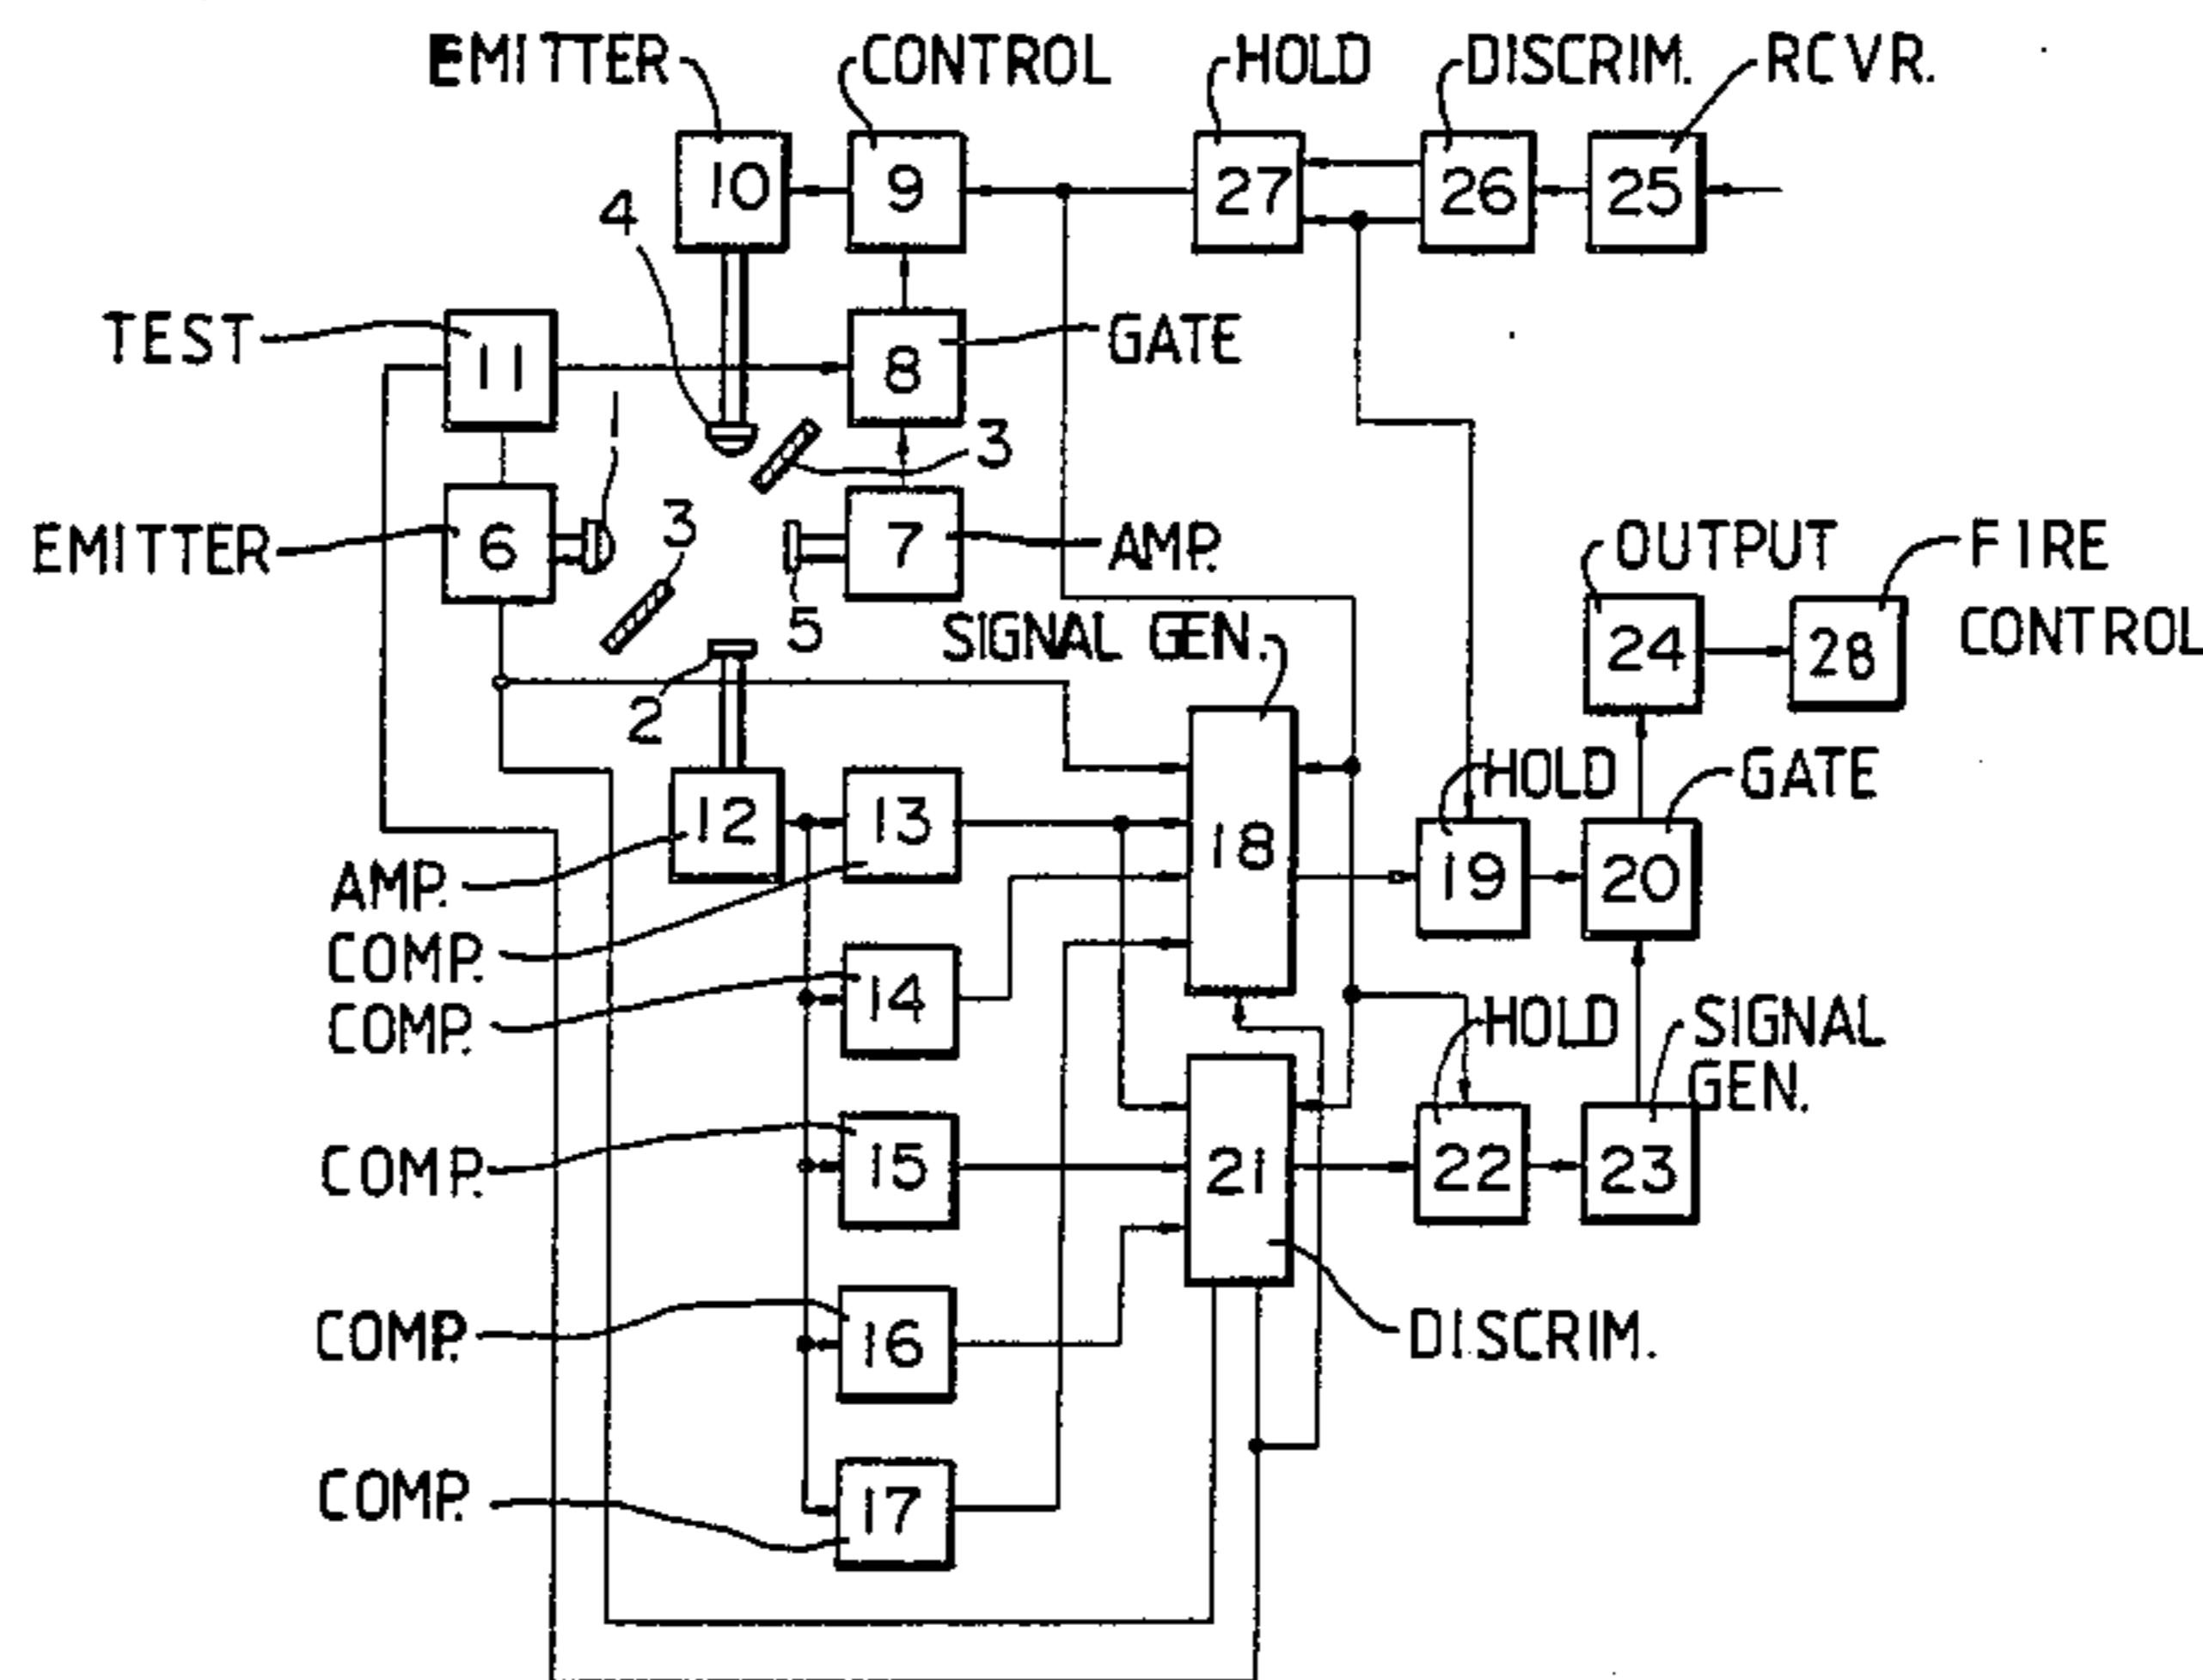 EMITTER
CONTROL
HOLD
DISCRIM.
RCVR.
10
9
27
26
25
4
TEST
11
8
GATE
1
3
EMITTER
6
3
5
7
AMP.
OUTPUT
FIRE
CONTROL
24
28
2
SIGNAL GEN.
12
13
18
HOLD
GATE
19
20
AMP.
COMP.
COMP.
14
HOLD
SIGNAL
GEN.
COMP.
15
21
22
23
COMP.
16
DISCRIM.
COMP.
17